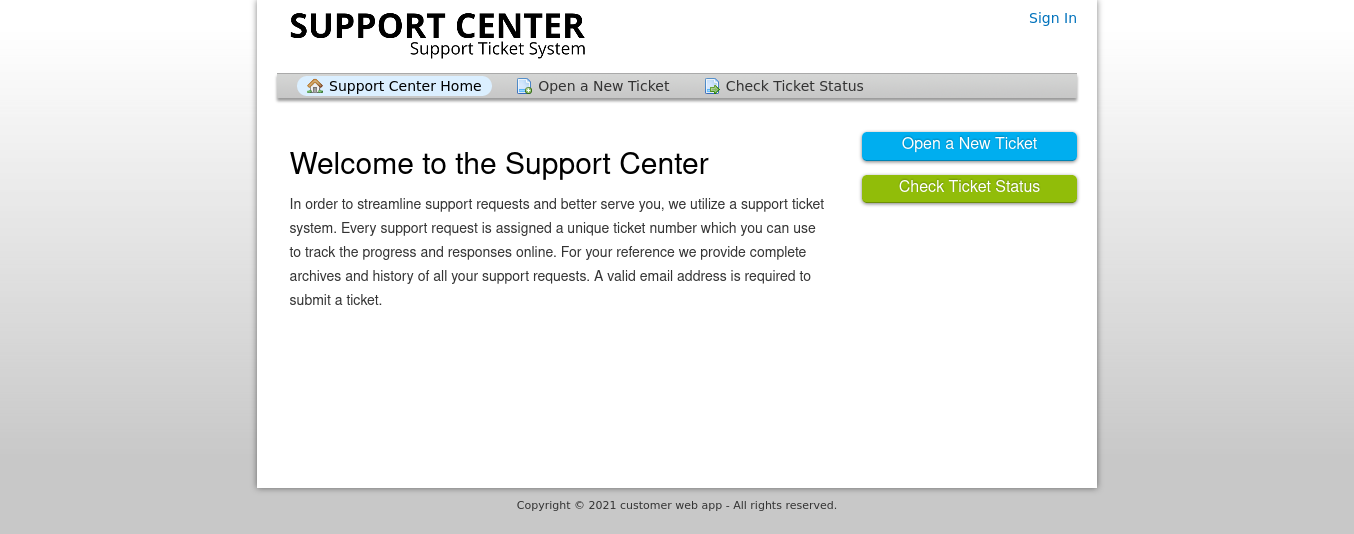 SUPPORT CENTER
Support Ticket System
Sign In
Support Center Home
Open a New Ticket
Check Ticket Status
Welcome to the Support Center
In order to streamline support requests and better serve you, we utilize a support ticket
system. Every support request is assigned a unique ticket number which you can use
to track the progress and responses online. For your reference we provide complete
archives and history of all your support requests. A valid email address is required to
submit a ticket.
Open a New Ticket
Check Ticket Status
Copyright © 2021 customer web app - All rights reserved.